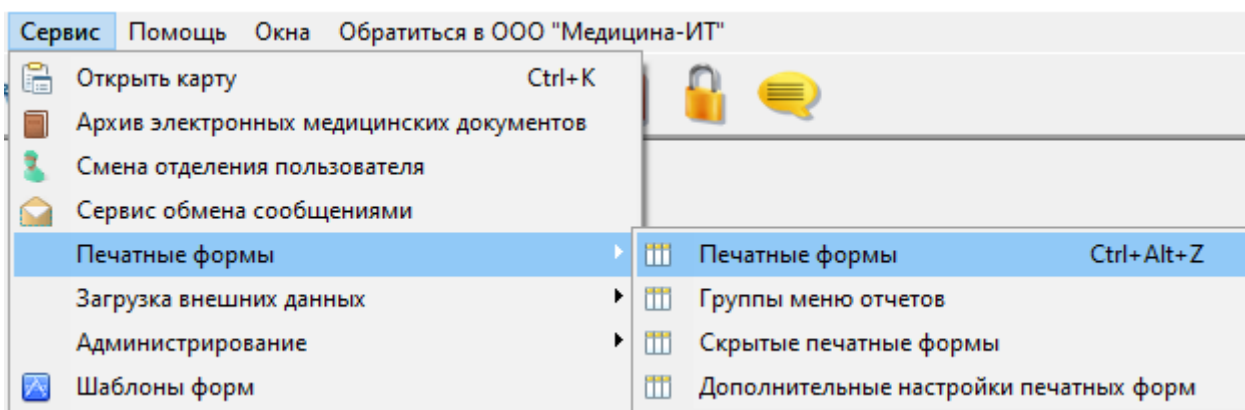 Сервис Помощь Окна Обратиться в ООО "Медицина-ИТ"
Открыть карту Ctrl+K
Архив электронных медицинских документов
Смена отделения пользователя
Сервис обмена сообщениями
Печатные формы
Загрузка внешних данных
Администрирование
Шаблоны форм
Печатные формы Ctrl+Alt+Z
Группы меню отчетов
Скрытые печатные формы
Дополнительные настройки печатных форм